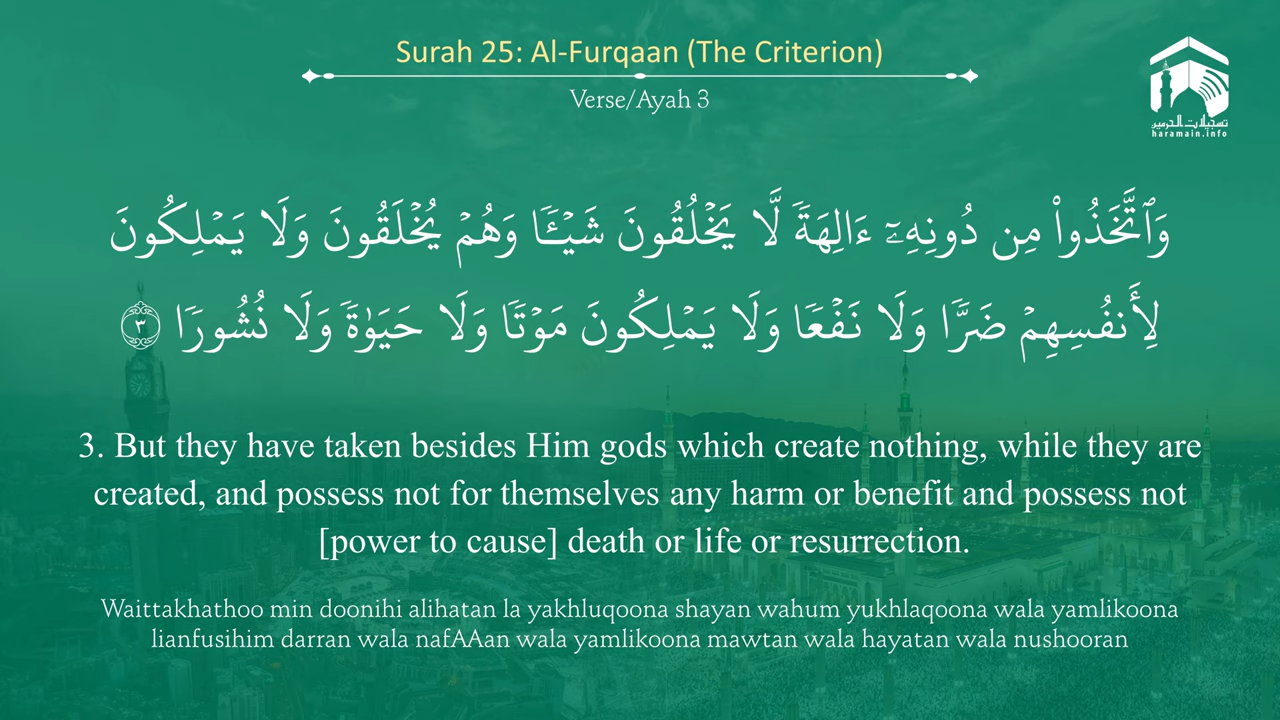 Surah 25: Al-Furqaan (The Criterion)
Verse/Ayah 3
تسجيلات الحرمين
haramain.info
وَٱتَّخَذُوا۟ مِن دُونِهِۦٓ ءَالِهَةً لَّا يَخْلُقُونَ شَيْـًٔا وَهُمْ يُخْلَقُونَ وَلَا يَمْلِكُونَ
لِأَنفُسِهِمْ ضَرًّا وَلَا نَفْعًا وَلَا يَمْلِكُونَ مَوْتًا وَلَا حَيَوٰةً وَلَا نُشُورًا ٣
3. But they have taken besides Him gods which create nothing, while they are
created, and possess not for themselves any harm or benefit and possess not
[power to cause] death or life or resurrection.
Waittakhathoo min doonihi alihatan la yakhluqoona shayan wahum yukhlaqoona wala yamlikoona
lianfusihim darran wala nafAAan wala yamlikoona mawtan wala hayatan wala nushooran